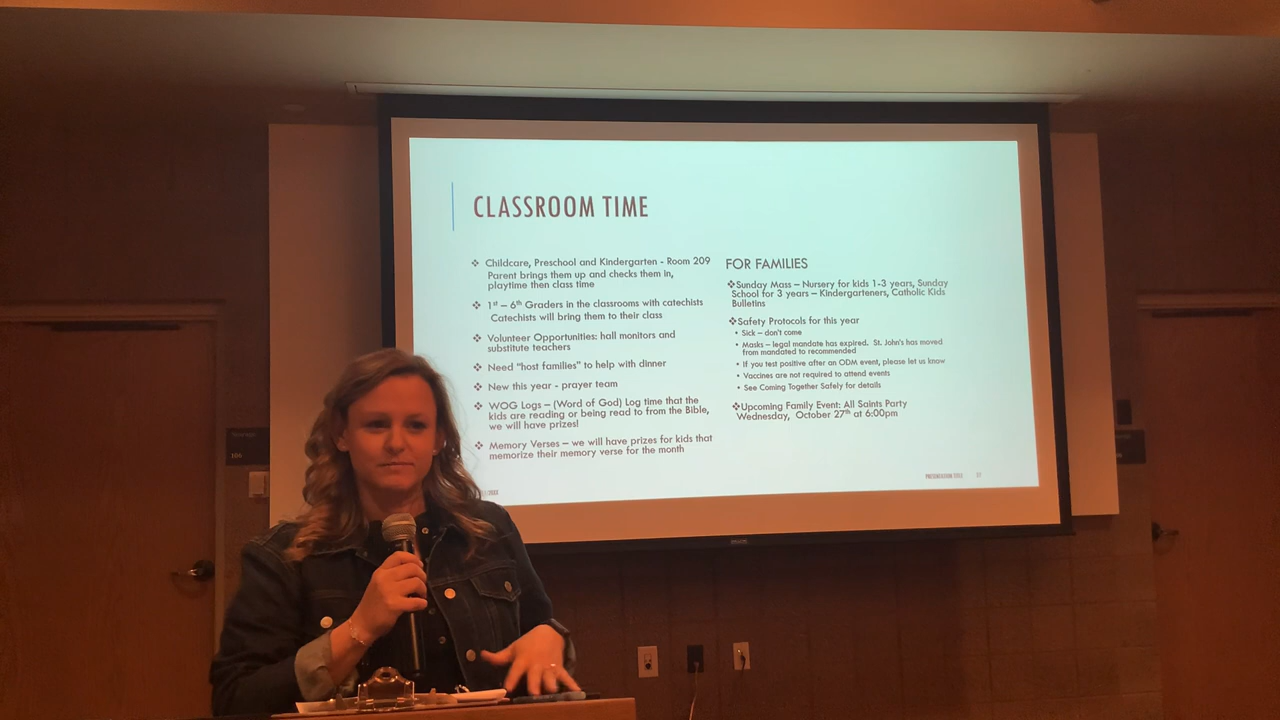 CLASSROOM TIME
❖ Childcare, Preschool and Kindergarten - Room 209
Parent brings them up and checks them in,
playtime then class time
❖ 1st – 6th Graders in the classrooms with catechists
Catechists will bring them to their class
❖ Volunteer Opportunities: hall monitors and
substitute teachers
❖ Need "host families" to help with dinner
❖ New this year - prayer team
❖ WOG Logs – (Word of God) Log time that the
kids are reading or being read to from the Bible,
we will have prizes!
❖ Memory Verses – we will have prizes for kids that
memorize their memory verse for the month
FOR FAMILIES
❖Sunday Mass – Nursery for kids 1-3 years, Sunday
School for 3 years – Kindergarteners, Catholic Kids
Bulletins
❖Safety Protocols for this year
• Sick – don't come
• Masks – legal mandate has expired. St. John's has moved
from mandated to recommended
• If you test positive after an ODM event, please let us know
• Vaccines are not required to attend events
• See Coming Together Safely for details
❖Upcoming Family Event: All Saints Party
Wednesday, October 27th at 6:00pm
PRESENTATION TITLE